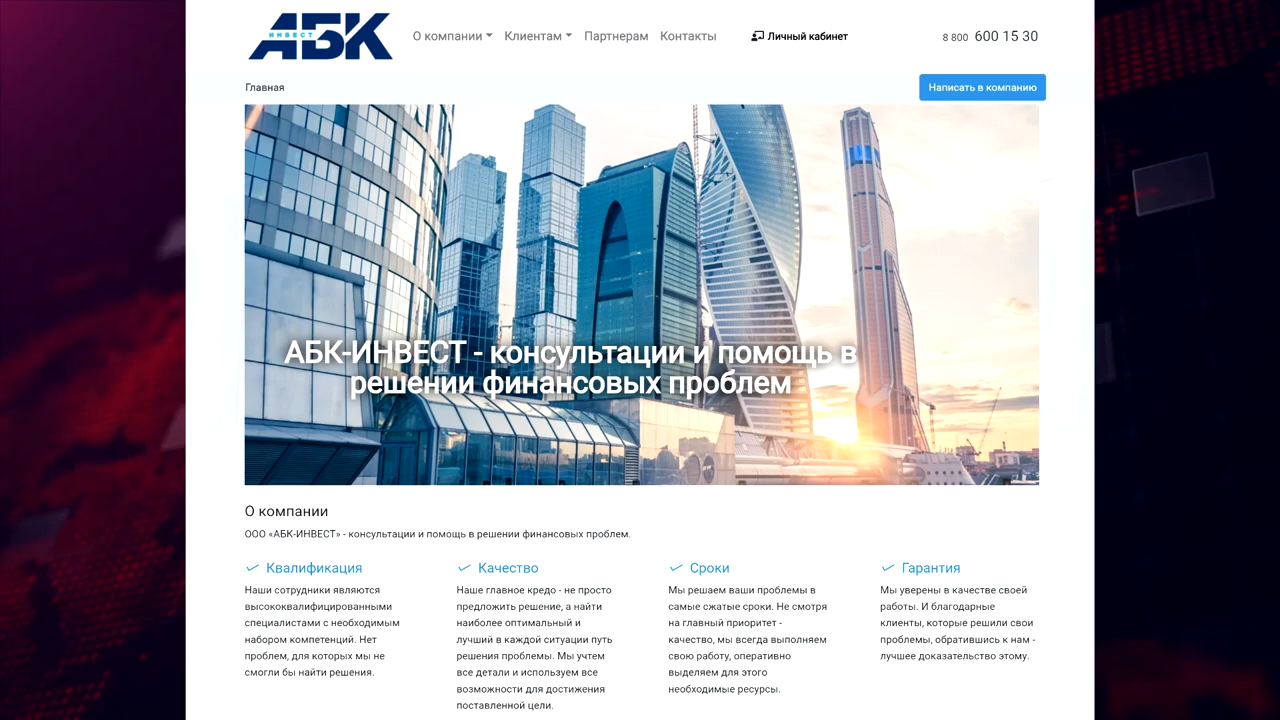 АБК
ИНВЕСТ
О компании Клиентам Партнерам Контакты Личный кабинет 8 800 600 15 30
Главная Написать в компанию
АБК-ИНВЕСТ - консультации и помощь в
решении финансовых проблем
О компании
ООО «АБК-ИНВЕСТ» - консультации и помощь в решении финансовых проблем.
Квалификация
Наши сотрудники являются
высококвалифицированными
специалистами с необходимым
набором компетенций. Нет
проблем, для которых мы не
смогли бы найти решения.
Качество
Наше главное кредо - не просто
предложить решение, а найти
наиболее оптимальный и
лучший в каждой ситуации путь
решения проблемы. Мы учтем
все детали и используем все
возможности для достижения
поставленной цели.
Сроки
Мы решаем ваши проблемы в
самые сжатые сроки. Не смотря
на главный приоритет -
качество, мы всегда выполняем
свою работу, оперативно
выделяем для этого
необходимые ресурсы.
Гарантия
Мы уверены в качестве своей
работы. И благодарные
клиенты, которые решили свои
проблемы, обратившись к нам -
лучшее доказательство этому.